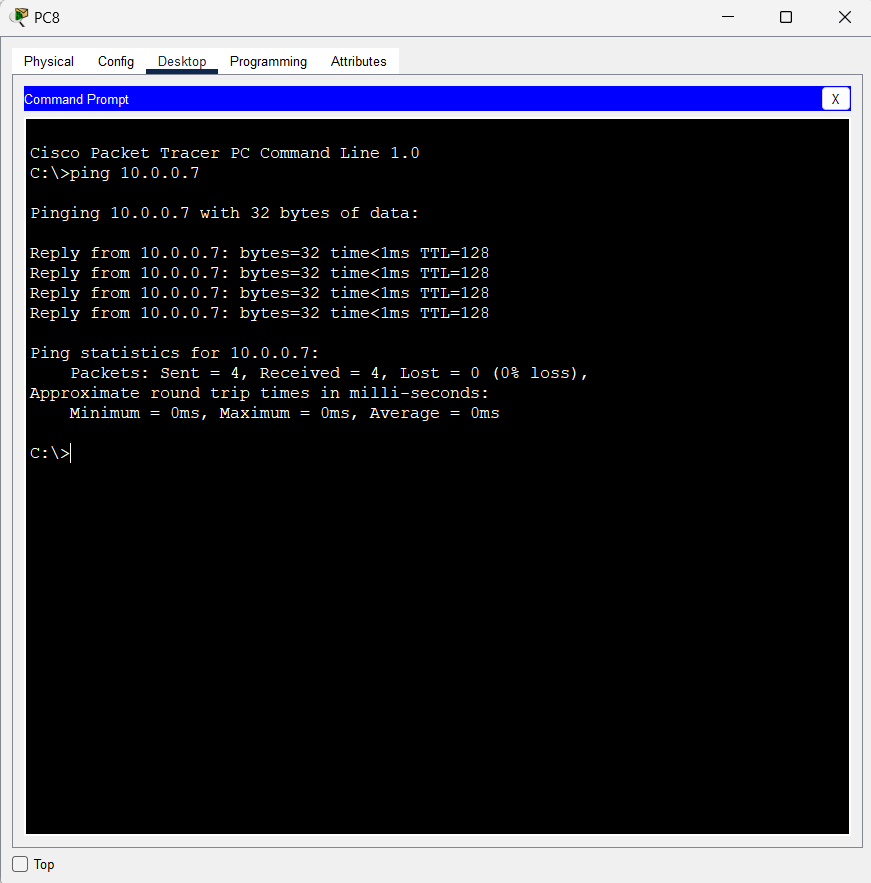 PC8
Physical Config Desktop Programming Attributes
Command Prompt X
Cisco Packet Tracer PC Command Line 1.0
C:\>ping 10.0.0.7
Pinging 10.0.0.7 with 32 bytes of data:
Reply from 10.0.0.7: bytes=32 time<1ms TTL=128
Reply from 10.0.0.7: bytes=32 time<1ms TTL=128
Reply from 10.0.0.7: bytes=32 time<1ms TTL=128
Reply from 10.0.0.7: bytes=32 time<1ms TTL=128
Ping statistics for 10.0.0.7:
    Packets: Sent = 4, Received = 4, Lost = 0 (0% loss),
Approximate round trip times in milli-seconds:
    Minimum = 0ms, Maximum = 0ms, Average = 0ms
C:\>
Top